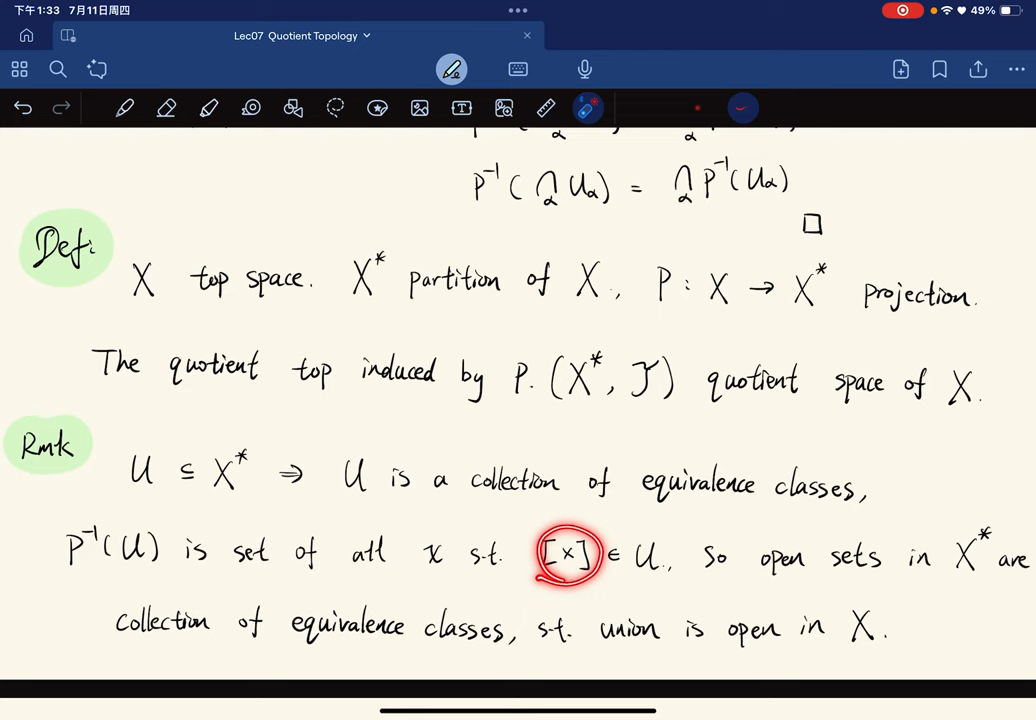 下午1:33 7月11日周四
49%
Lec07 Quotient Topology
P⁻¹(⋂_α U_α) = ⋂_α P⁻¹(U_α)
□
Def:
X top space. X* partition of X, P: X → X* projection.
The quotient top induced by P. (X*, 𝒯) quotient space of X.
Rmk
U ⊆ X* ⇒ U is a collection of equivalence classes,
P⁻¹(U) is set of all x s.t. [x] ∈ U, So open sets in X* are
collection of equivalence classes, s.t. union is open in X.